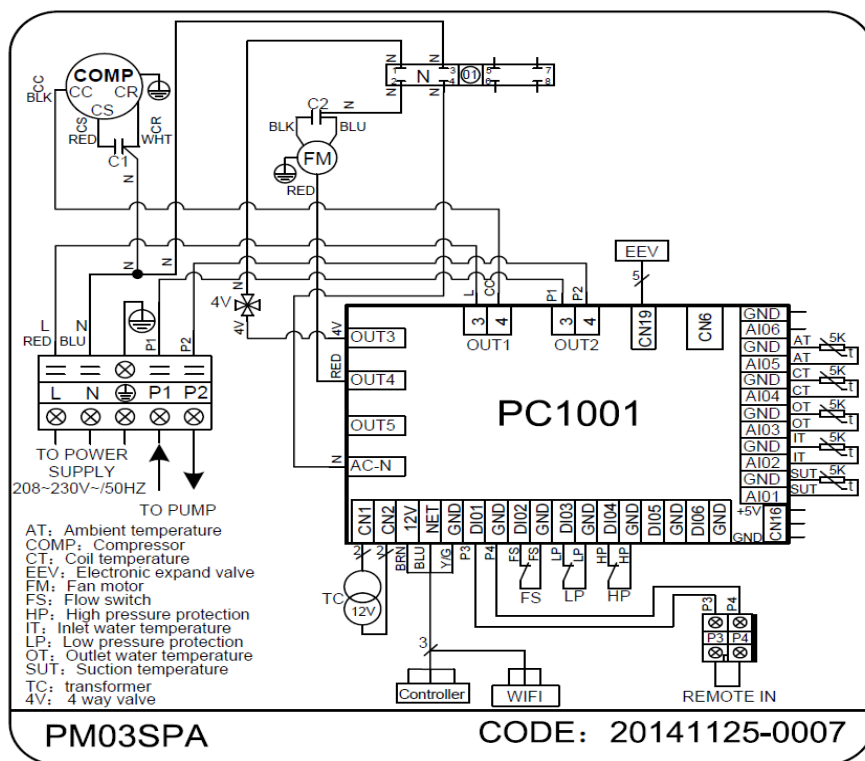 COMP
CC
CR
CS
CC
BLK
CS
RED
CR
WHT
C1
N
N
N
N
1
2
N
3
4
01
5
6
7
8
N
N
N
C2
BLK
BLU
FM
RED
EEV
5
N
4V
4V
L
CC
P1
P2
L
N
RED
BLU
P1
P2
L
N
P1
P2
TO POWER
SUPPLY
208~230V~/50HZ
TO PUMP
4V
OUT3
RED
OUT4
OUT5
N
AC-N
3
4
OUT1
3
4
OUT2
CN19
CN6
PC1001
GND
AI06
GND
AT
5K
t
AT
AI05
GND
CT
5K
t
CT
AI04
GND
OT
5K
t
OT
AI03
GND
IT
5K
t
IT
AI02
GND
SUT
5K
t
SUT
AI01
+5V
GND
CN16
CN1
CN2
12V
NET
GND
DI01
GND
DI02
GND
DI03
GND
DI04
GND
DI05
GND
DI06
GND
2
2
BRN
BLU
Y/G
P3
P4
FS
FS
LP
LP
HP
HP
FS
LP
HP
TC
12V
3
Controller
WIFI
P3
P4
P3
P4
REMOTE IN
AT: Ambient temperature
COMP: Compressor
CT: Coil temperature
EEV: Electronic expand valve
FM: Fan motor
FS: Flow switch
HP: High pressure protection
IT: Inlet water temperature
LP: Low pressure protection
OT: Outlet water temperature
SUT: Suction temperature
TC: transformer
4V: 4 way valve
PM03SPA
CODE: 20141125-0007